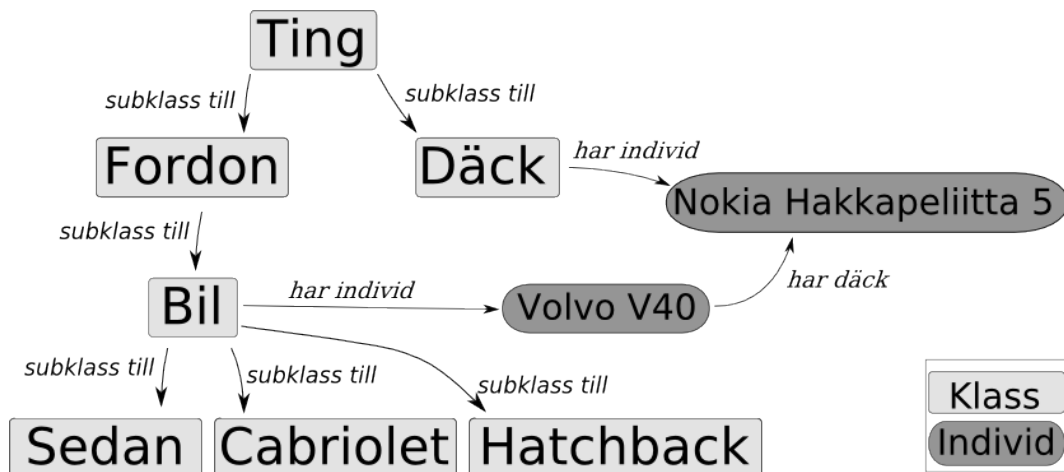 Ting
subklass till
subklass till
Fordon
Däck
har individ
Nokia Hakkapeliitta 5
subklass till
har däck
Bil
har individ
Volvo V40
subklass till
subklass till
subklass till
Sedan
Cabriolet
Hatchback
Klass
Individ